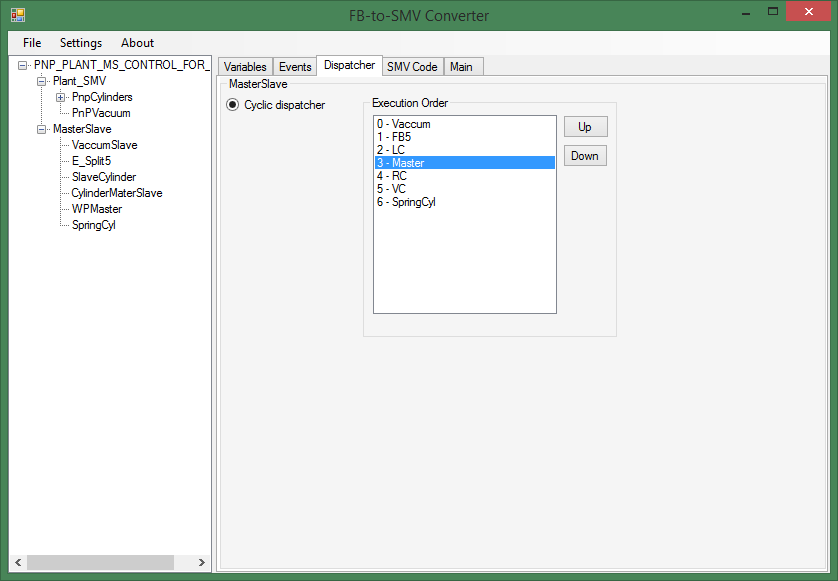 FB-to-SMV Converter
File Settings About
PNP_PLANT_MS_CONTROL_FOR_
Plant_SMV
PnpCylinders
PnPVacuum
MasterSlave
VaccumSlave
E_Split5
SlaveCylinder
CylinderMaterSlave
WPMaster
SpringCyl
Variables Events Dispatcher SMV Code Main
MasterSlave
Cyclic dispatcher
Execution Order
0 - Vaccum
1 - FB5
2 - LC
3 - Master
4 - RC
5 - VC
6 - SpringCyl
Up
Down